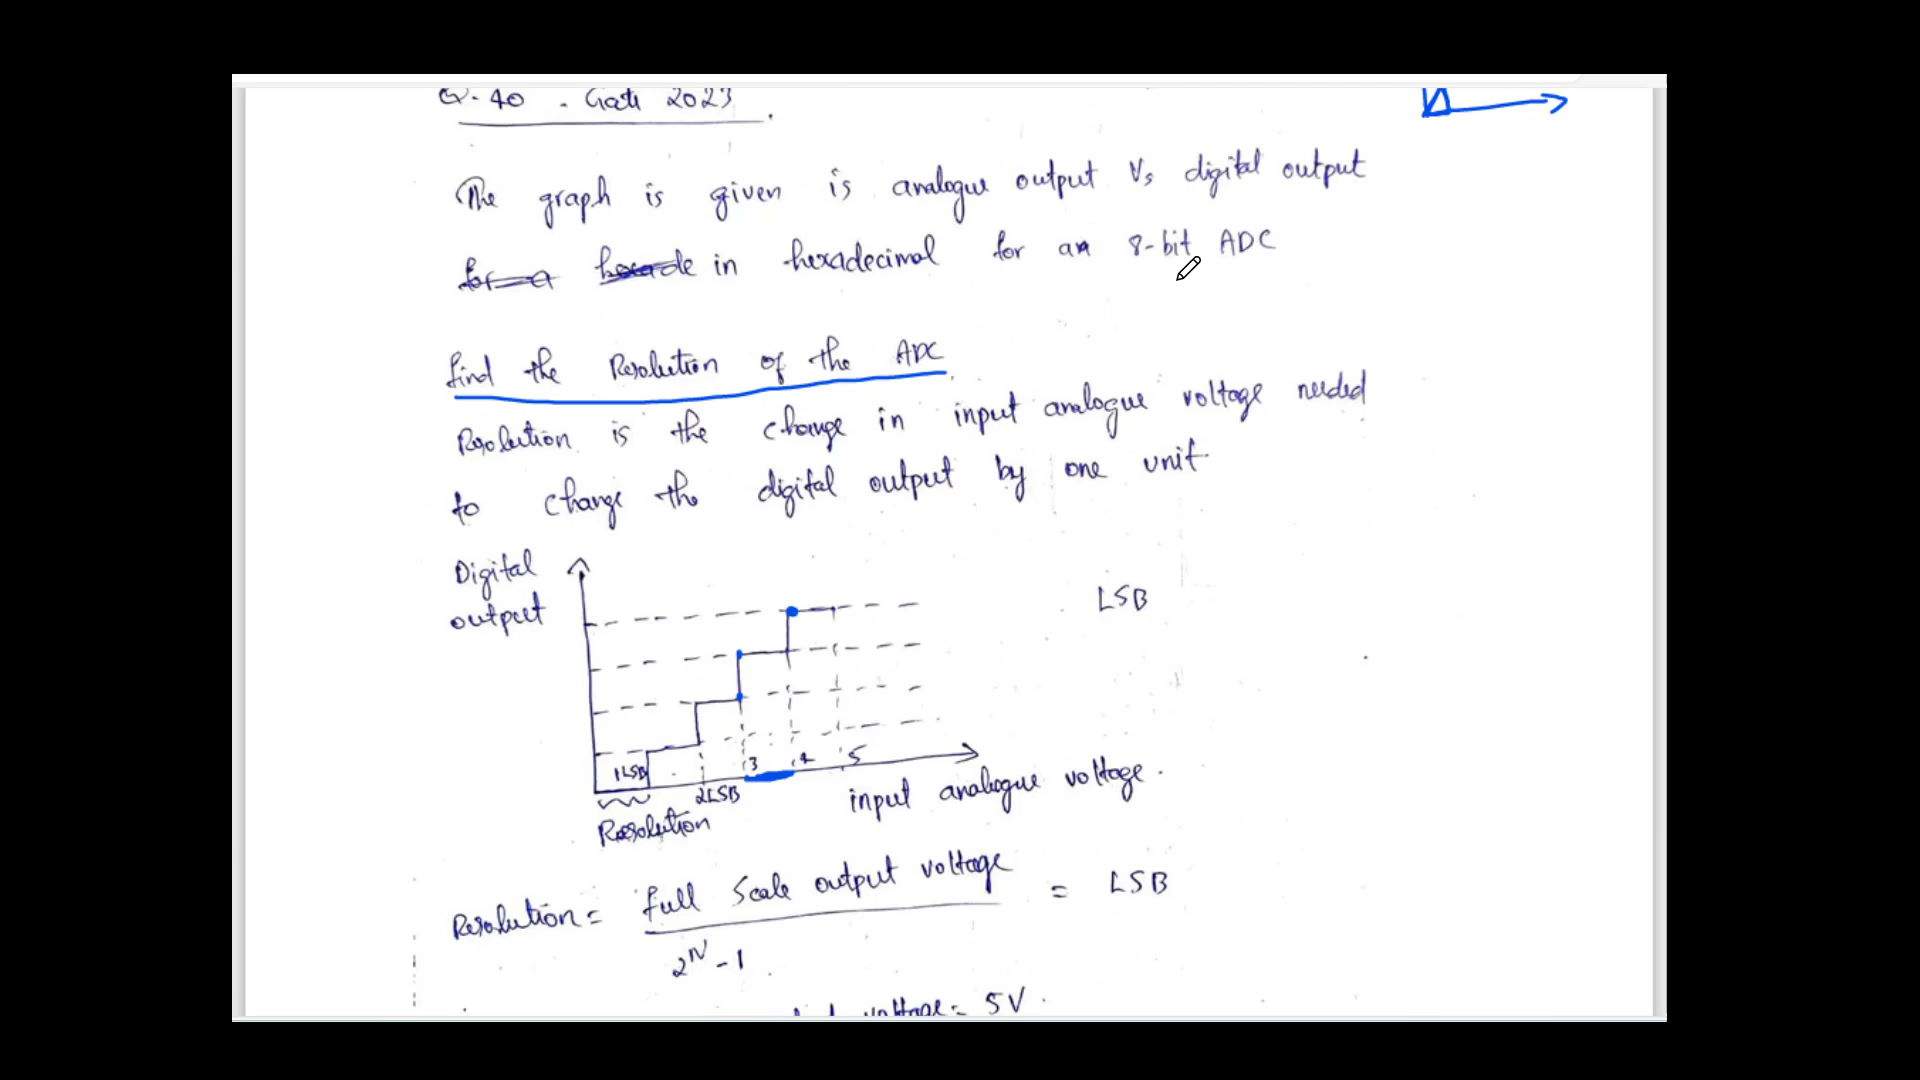 Q. 40 . Gate 2023
The graph is given is analogue output Vs digital output
for a hexade in hexadecimal for an 8-bit ADC
find the Resolution of the ADC.
Resolution is the change in input analogue voltage needed
to change the digital output by one unit.
Digital
output
LSB
1LSB
3
4
5
2LSB
input analogue voltage.
Resolution
Resolution = full Scale output voltage = LSB
2^N - 1
voltage = 5V.